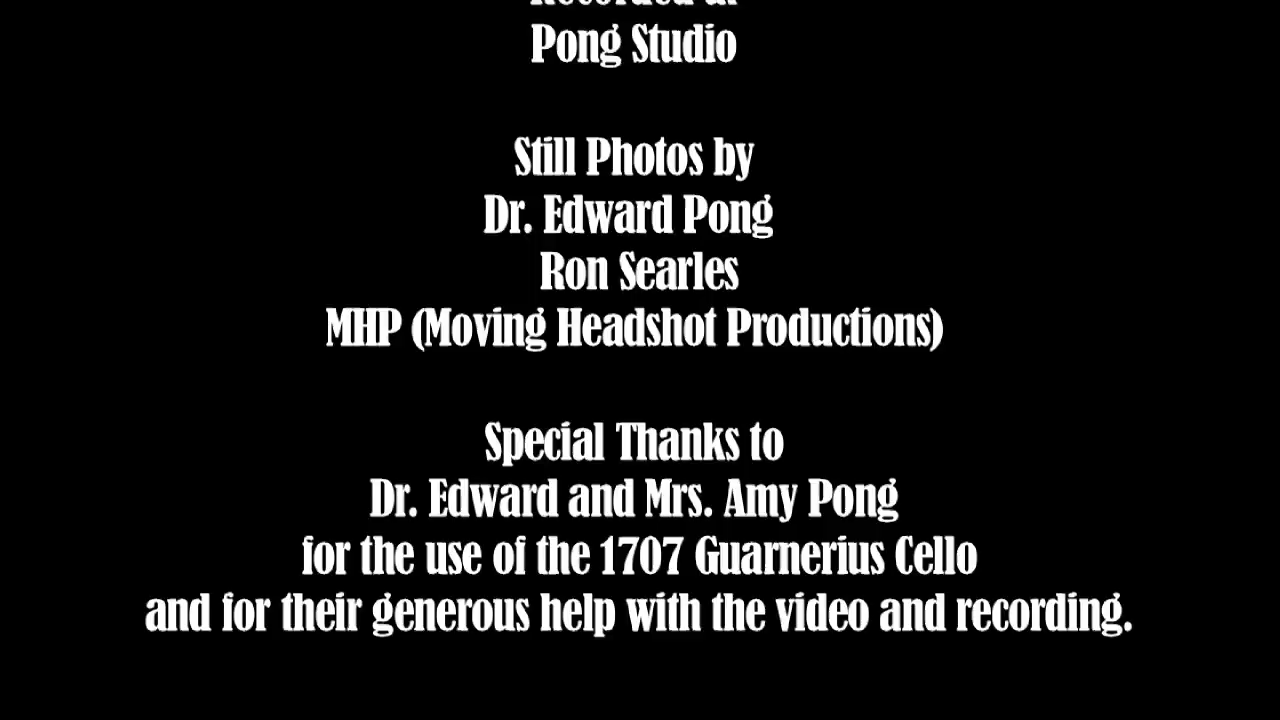 Recorded at
Pong Studio
Still Photos by
Dr. Edward Pong
Ron Searles
MHP (Moving Headshot Productions)
Special Thanks to
Dr. Edward and Mrs. Amy Pong
for the use of the 1707 Guarnerius Cello
and for their generous help with the video and recording.